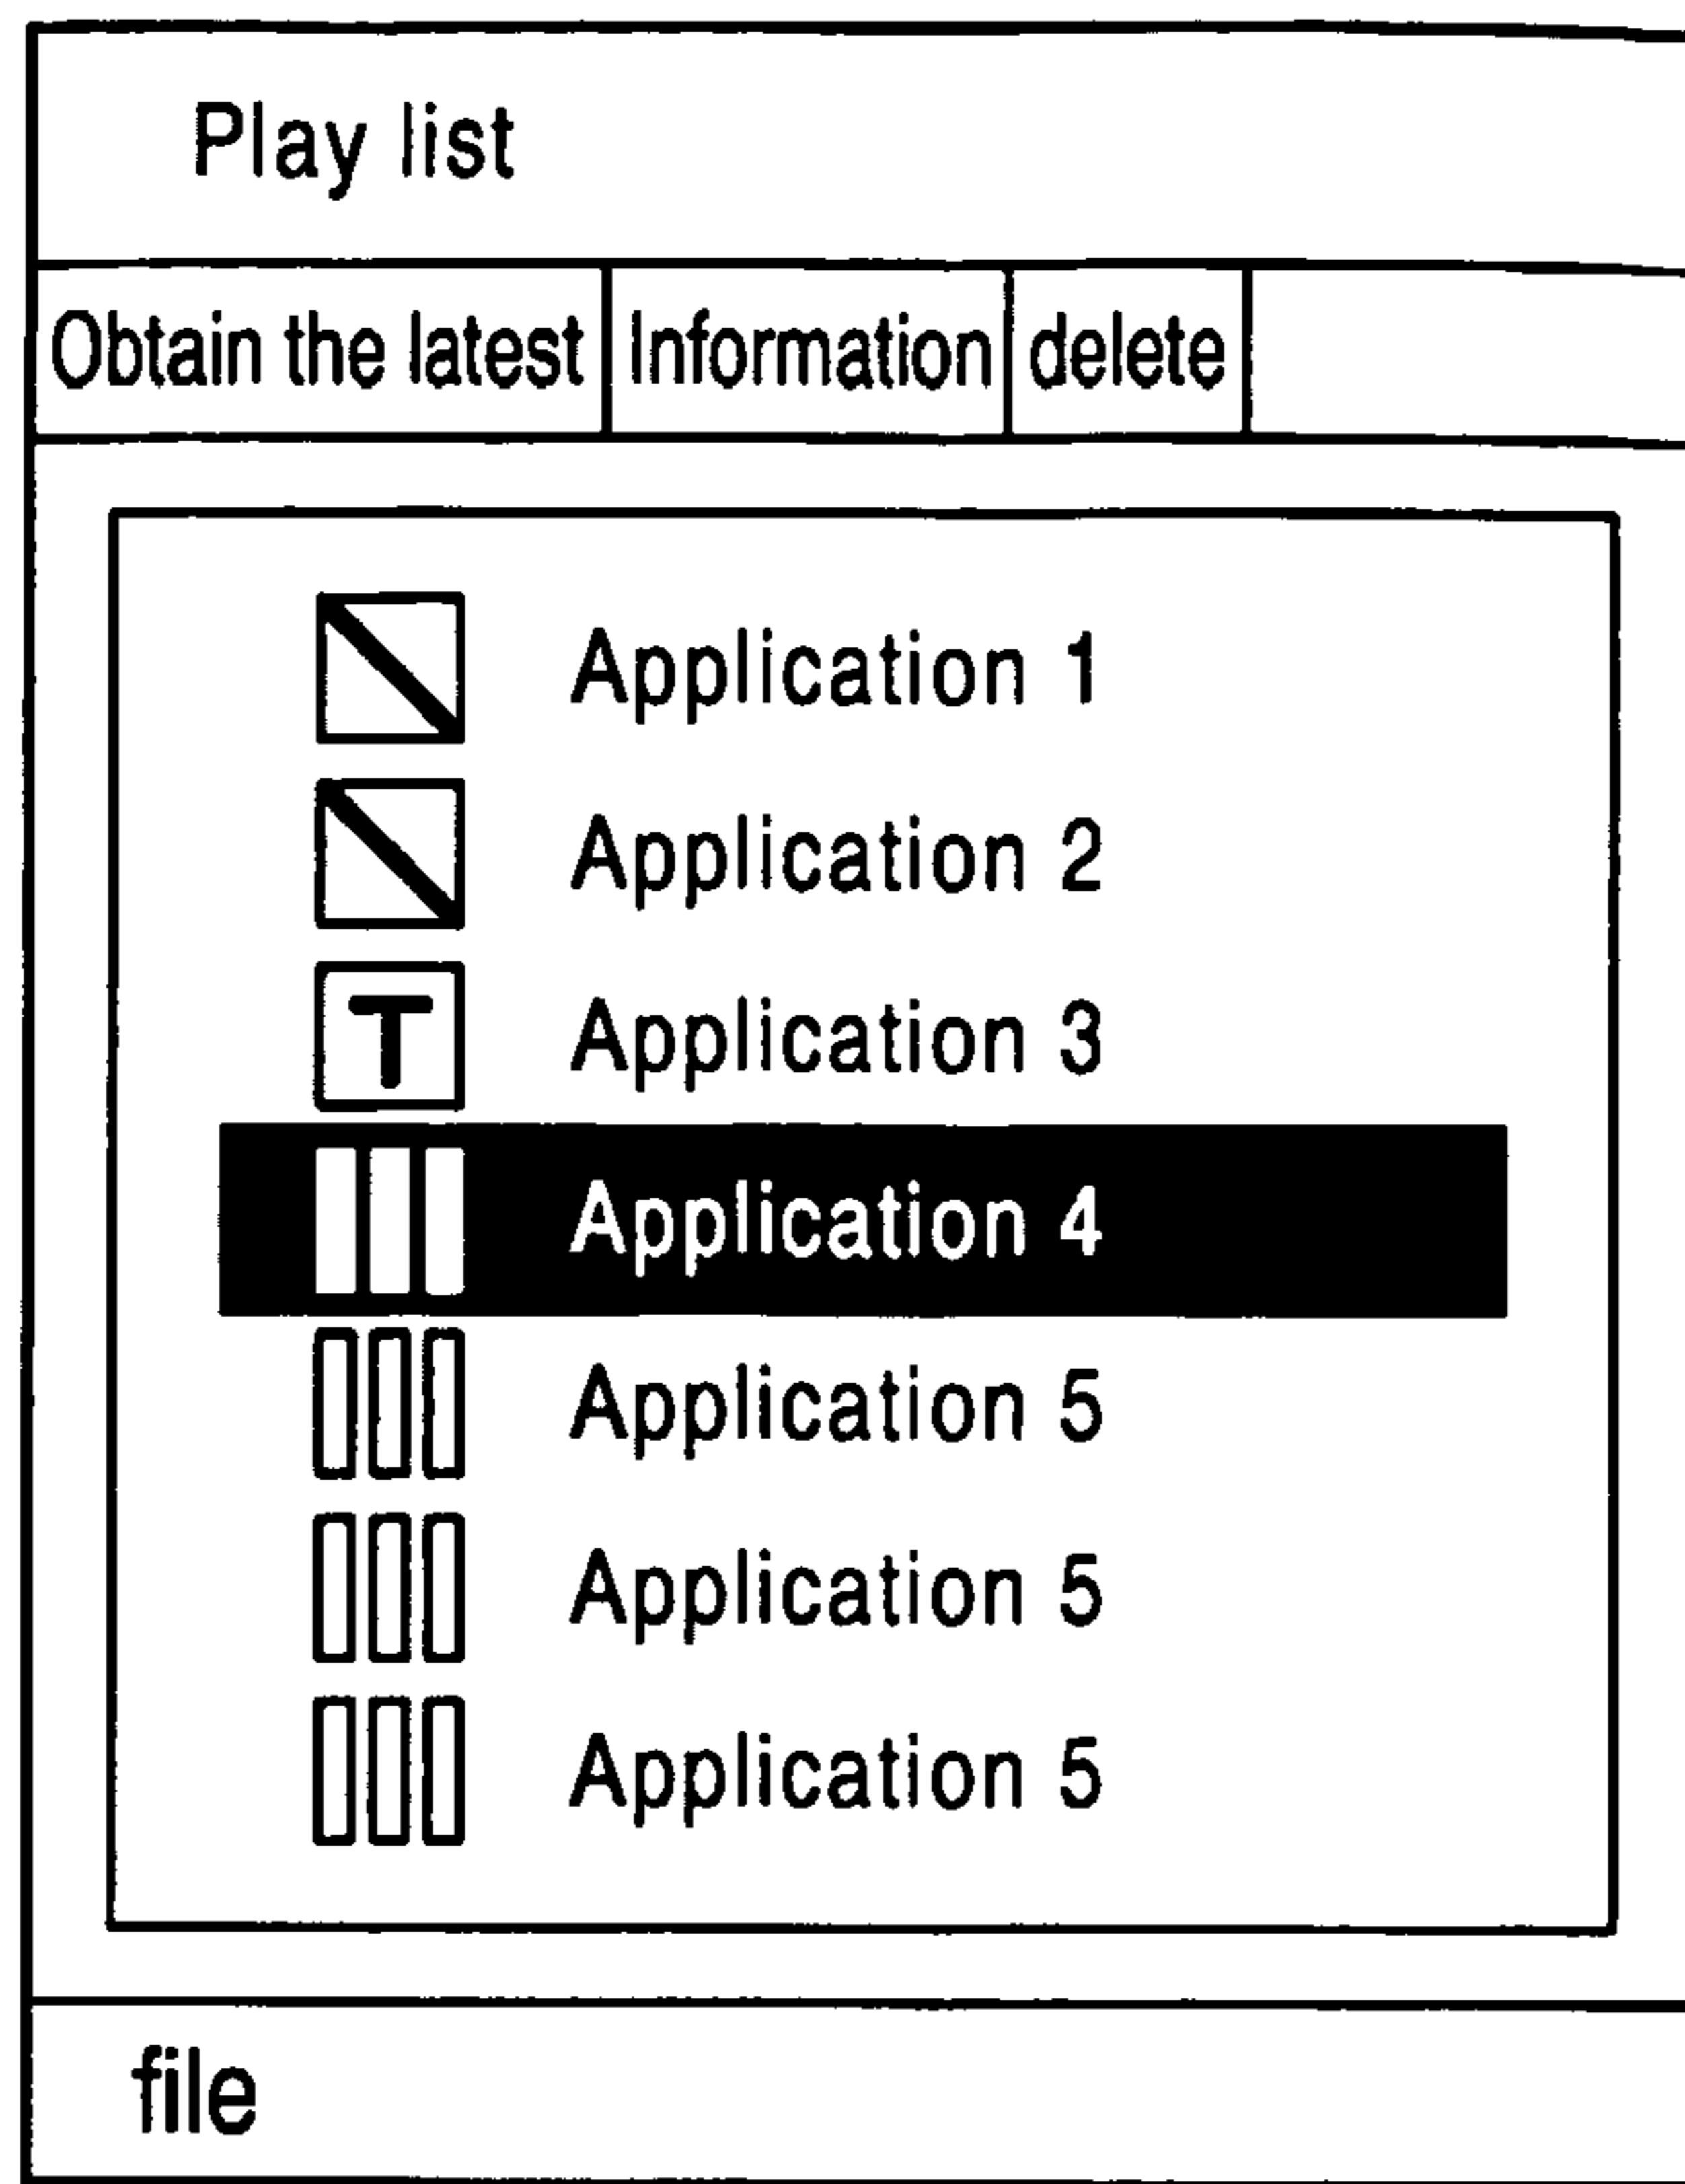 Play list
Obtain the latest Information delete
Application 1
Application 2
T Application 3
Application 4
Application 5
Application 5
Application 5
file